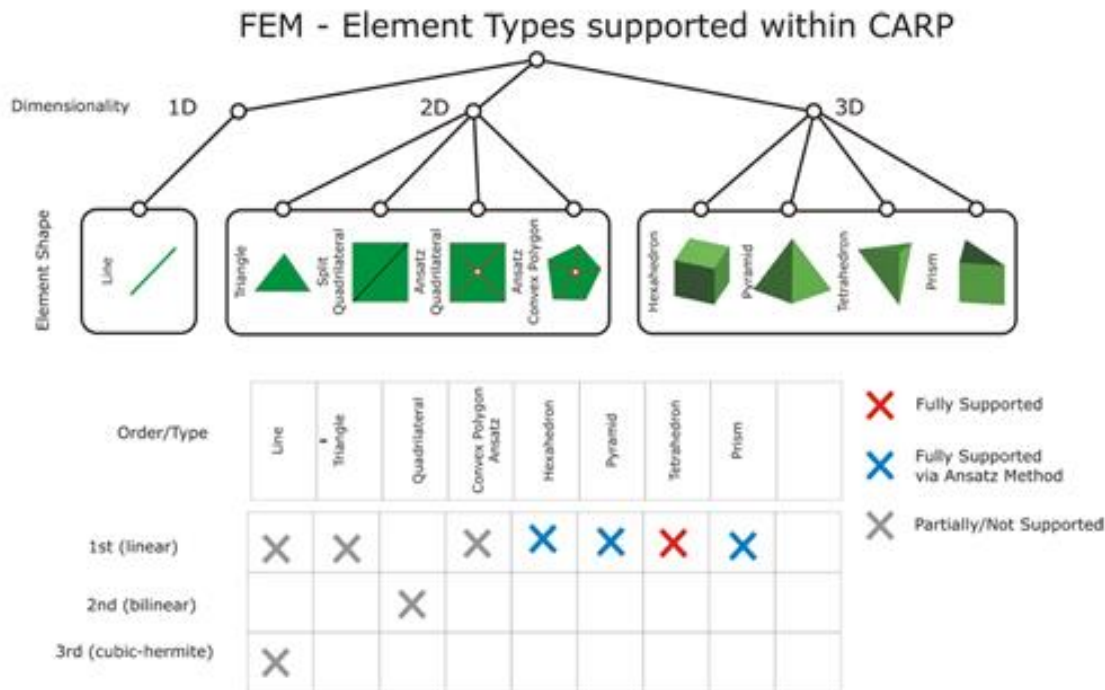 FEM - Element Types supported within CARP
Dimensionality
1D
2D
3D
Element Shape
Line
Triangle
Split
Quadrilateral
Ansatz
Quadrilateral
Ansatz
Convex Polygon
Hexahedron
Pyramid
Tetrahedron
Prism
Order/Type
Line
Triangle
Quadrilateral
Convex Polygon
Ansatz
Hexahedron
Pyramid
Tetrahedron
Prism
Fully Supported
Fully Supported
via Ansatz Method
Partially/Not Supported
1st (linear)
2nd (bilinear)
3rd (cubic-hermite)